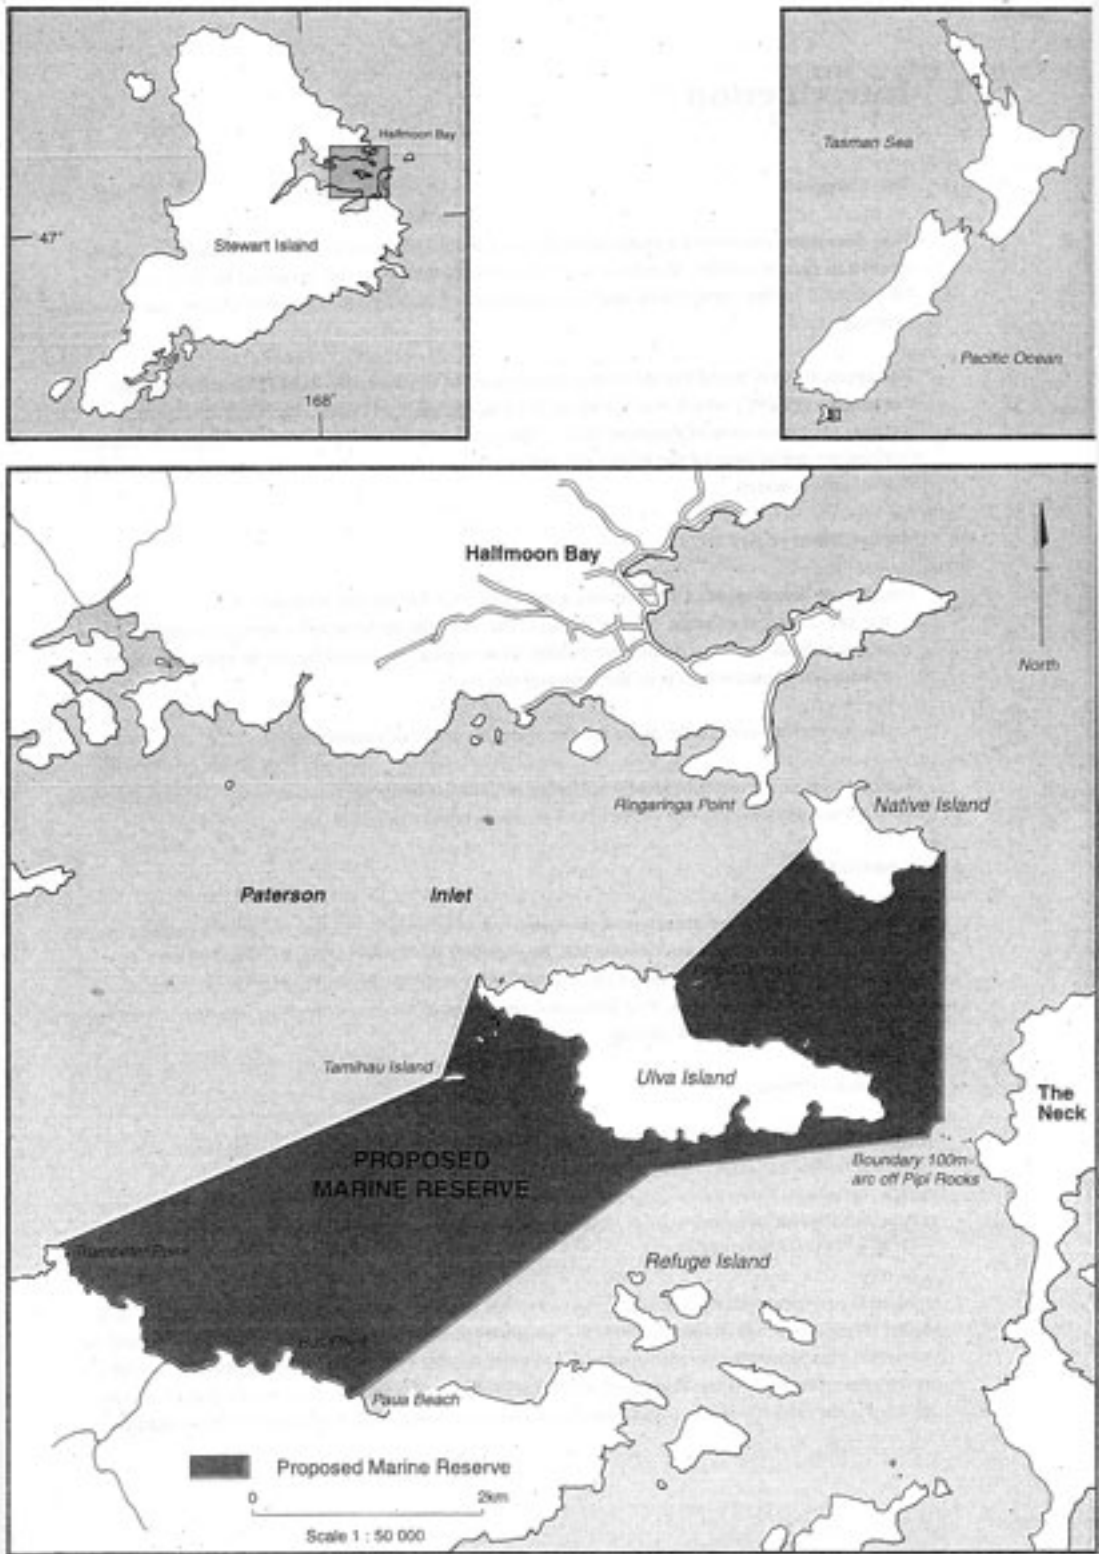 Halfmoon Bay
47°
Stewart Island
168°
Tasman Sea
Pacific Ocean
Halfmoon Bay
North
Ringaringa Point
Native Island
Paterson Inlet
Tamihau Island
Ulva Island
The
Neck
PROPOSED
MARINE RESERVE
Boundary 100m
arc off Pipi Rocks
Trumpeter Point
Refuge Island
Paua Beach
Proposed Marine Reserve
0 2km
Scale 1 : 50 000